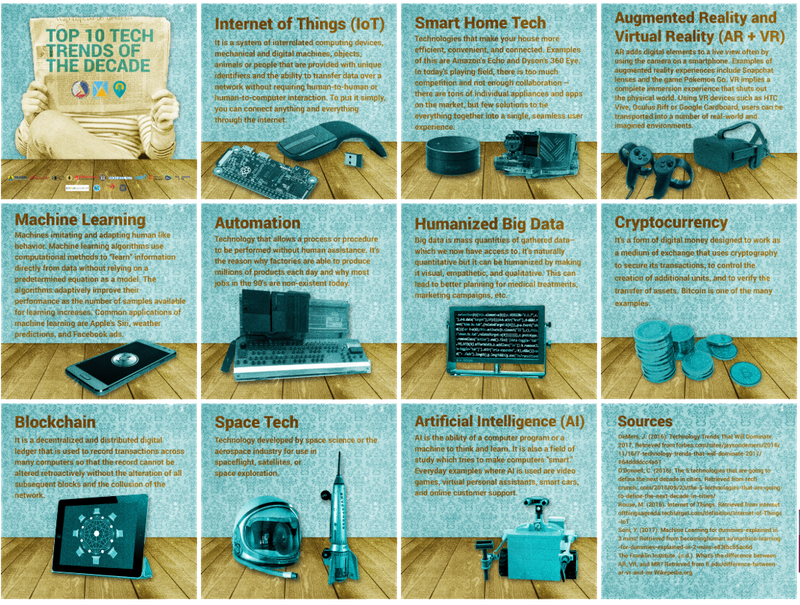 TOP 10 TECH
TRENDS OF
THE DECADE
Internet of Things (IoT)
It is a system of interrelated computing devices,
mechanical and digital machines, objects,
animals or people that are provided with unique
identifiers and the ability to transfer data over a
network without requiring human-to-human or
human-to-computer interaction. To put it simply,
you can connect anything and everything
through the internet.
Smart Home Tech
Technologies that make your house more
efficient, convenient, and connected. Examples
of this are Amazon's Echo and Dyson's 360 Eye.
In today's playing field, there is too much
competition and not enough collaboration –
there are tons of individual appliances and apps
on the market, but few solutions to tie
everything together into a single, seamless user
experience.
Augmented Reality and
Virtual Reality (AR + VR)
AR adds digital elements to a live view often by
using the camera on a smartphone. Examples of
augmented reality experiences include Snapchat
lenses and the game Pokemon Go. VR implies a
complete immersion experience that shuts out
the physical world. Using VR devices such as HTC
Vive, Oculus Rift or Google Cardboard, users can be
transported into a number of real-world and
imagined environments.
Machine Learning
Machines imitating and adapting human like
behavior. Machine learning algorithms use
computational methods to "learn" information
directly from data without relying on a
predetermined equation as a model. The
algorithms adaptively improve their
performance as the number of samples available
for learning increases. Common applications of
machine learning are Apple's Siri, weather
predictions, and Facebook ads.
Automation
Technology that allows a process or procedure
to be performed without human assistance. It's
the reason why factories are able to produce
millions of products each day and why most
jobs in the 90's are non-existent today.
Humanized Big Data
Big data is mass quantities of gathered data–
which we now have access to. It's naturally
quantitative but it can be humanized by making
it visual, empathetic, and qualitative. This can
lead to better planning for medical treatments,
marketing campaigns, etc.
Cryptocurrency
It's a form of digital money designed to work as
a medium of exchange that uses cryptography
to secure its transactions, to control the
creation of additional units, and to verify the
transfer of assets. Bitcoin is one of the many
examples.
Blockchain
It is a decentralized and distributed digital
ledger that is used to record transactions across
many computers so that the record cannot be
altered retroactively without the alteration of all
subsequent blocks and the collusion of the
network.
Space Tech
Technology developed by space science or the
aerospace industry for use in
spaceflight, satellites, or
space exploration.
Artificial Intelligence (AI)
AI is the ability of a computer program or a
machine to think and learn. It is also a field of
study which tries to make computers "smart."
Everyday examples where AI is used are video
games, virtual personal assistants, smart cars,
and online customer support.
Sources
DeMers, J. (2016). Technology Trends That Will Dominate
2017. Retrieved from
O'Donnell, C. (2016). The 5 technologies that are going to
define the next decade in cities. Retrieved from
Rouse, M. (2016). Internet of Things. Retrieved from
Soni, Y. (2017). Machine Learning for dummies explained in
Retrieved from
The Franklin Institute. (n.d.). What's the difference between
AR, VR, and MR? Retrieved from